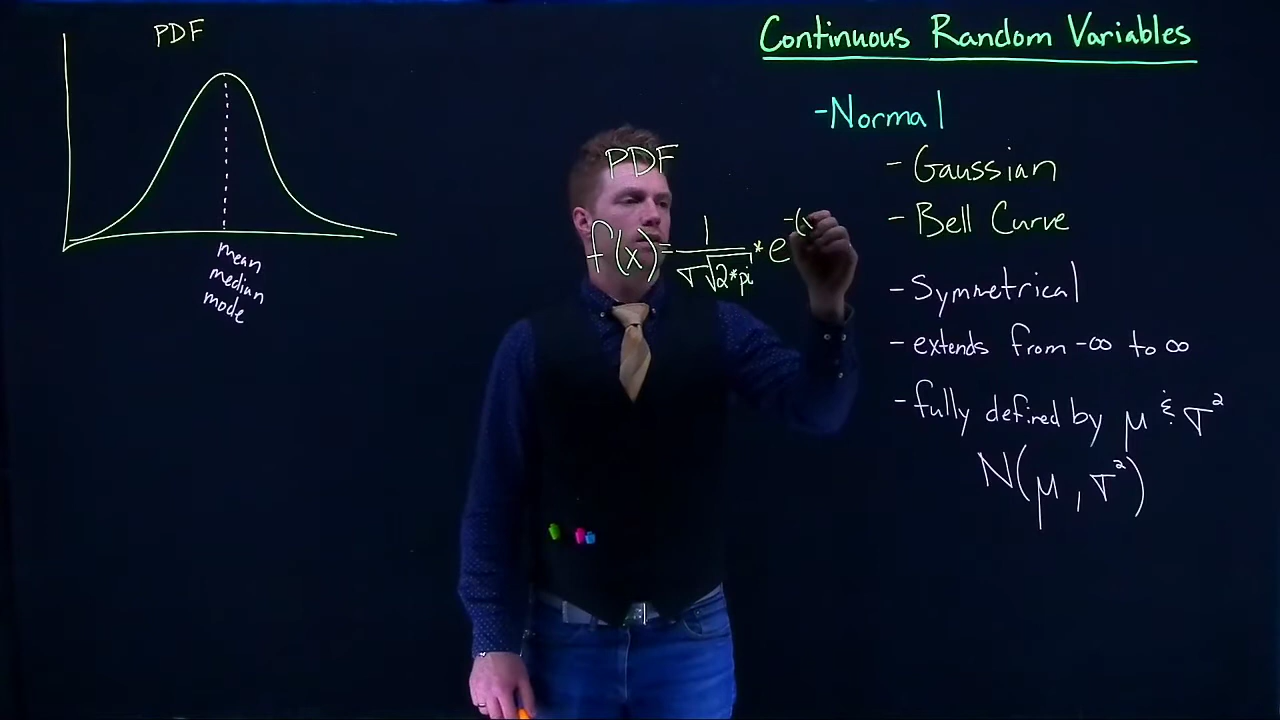 PDF
mean
median
mode
PDF
f(x)=1/σ√2*pi * e^-(x
Continuous Random Variables
-Normal
-Gaussian
-Bell Curve
-Symmetrical
-extends from -∞ to ∞
-fully defined by μ & σ²
N(μ, σ²)